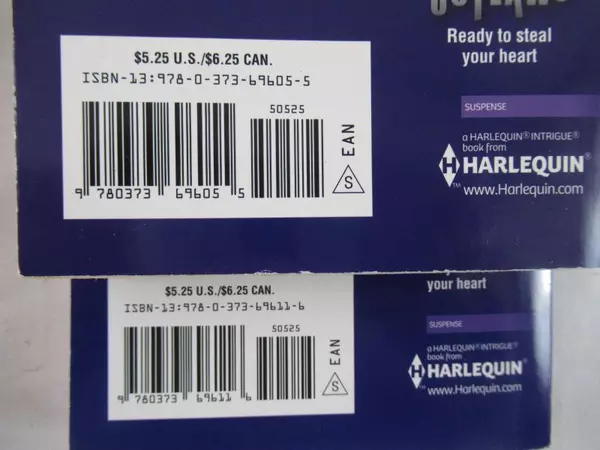 Ready to steal
your heart
$5.25 U.S./$6.25 CAN.
ISBN-13:978-0-373-69605-5
50525
EAN
S
9 780373 69605 5
SUSPENSE
a HARLEQUIN® INTRIGUE®
book from
H
HARLEQUIN®
™
www.Harlequin.com
your heart
$5.25 U.S./$6.25 CAN.
ISBN-13:978-0-373-69611-6
50525
EAN
S
9 780373 69611 6
SUSPENSE
a HARLEQUIN® INTRIGUE®
book from
H
HARLEQUIN®
™
www.Harlequin.com